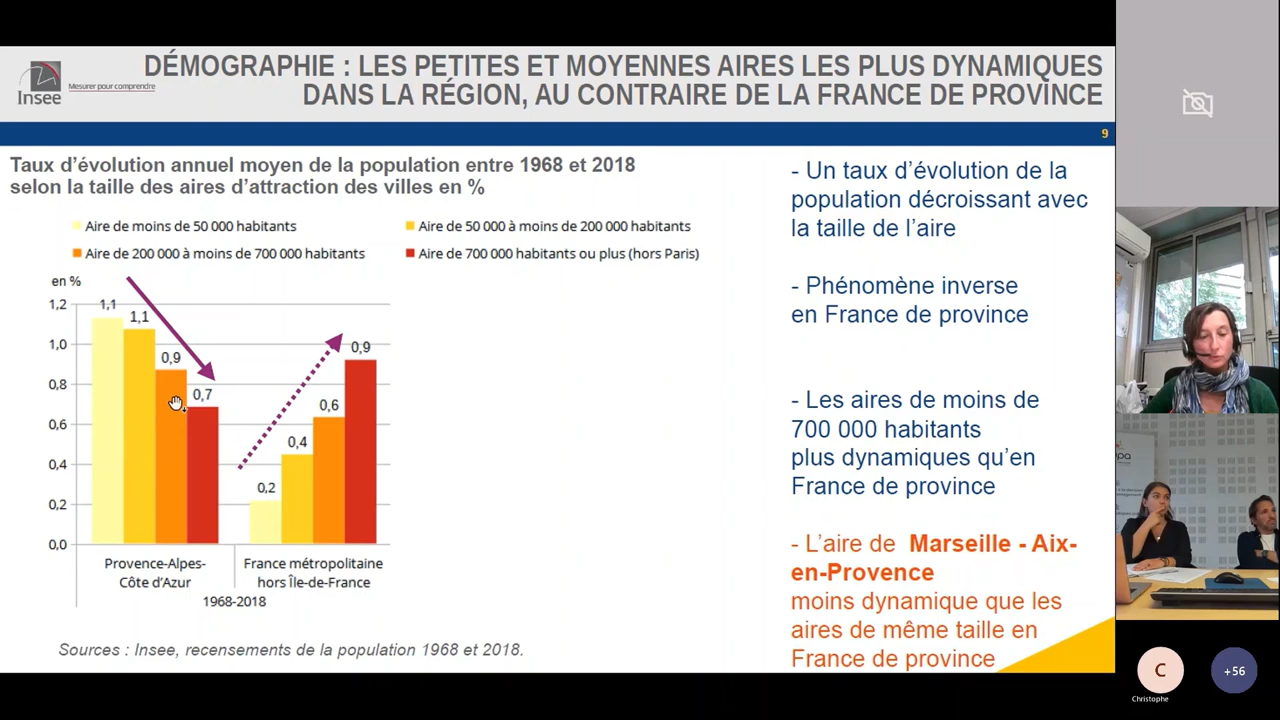 Insee
Mesurer pour comprendre
DÉMOGRAPHIE : LES PETITES ET MOYENNES AIRES LES PLUS DYNAMIQUES
DANS LA RÉGION, AU CONTRAIRE DE LA FRANCE DE PROVINCE
9
Taux d'évolution annuel moyen de la population entre 1968 et 2018
selon la taille des aires d'attraction des villes en %
Aire de moins de 50 000 habitants
Aire de 50 000 à moins de 200 000 habitants
Aire de 200 000 à moins de 700 000 habitants
Aire de 700 000 habitants ou plus (hors Paris)
en %
1,2
1,0
0,8
0,6
0,4
0,2
0,0
1,1
1,1
0,9
0,7
0,2
0,4
0,6
0,9
Provence-Alpes-
Côte d'Azur
France métropolitaine
hors Île-de-France
1968-2018
Sources : Insee, recensements de la population 1968 et 2018.
- Un taux d'évolution de la
population décroissant avec
la taille de l'aire
- Phénomène inverse
en France de province
- Les aires de moins de
700 000 habitants
plus dynamiques qu'en
France de province
- L'aire de Marseille - Aix-
en-Provence
moins dynamique que les
aires de même taille en
France de province
C
Christophe
+56